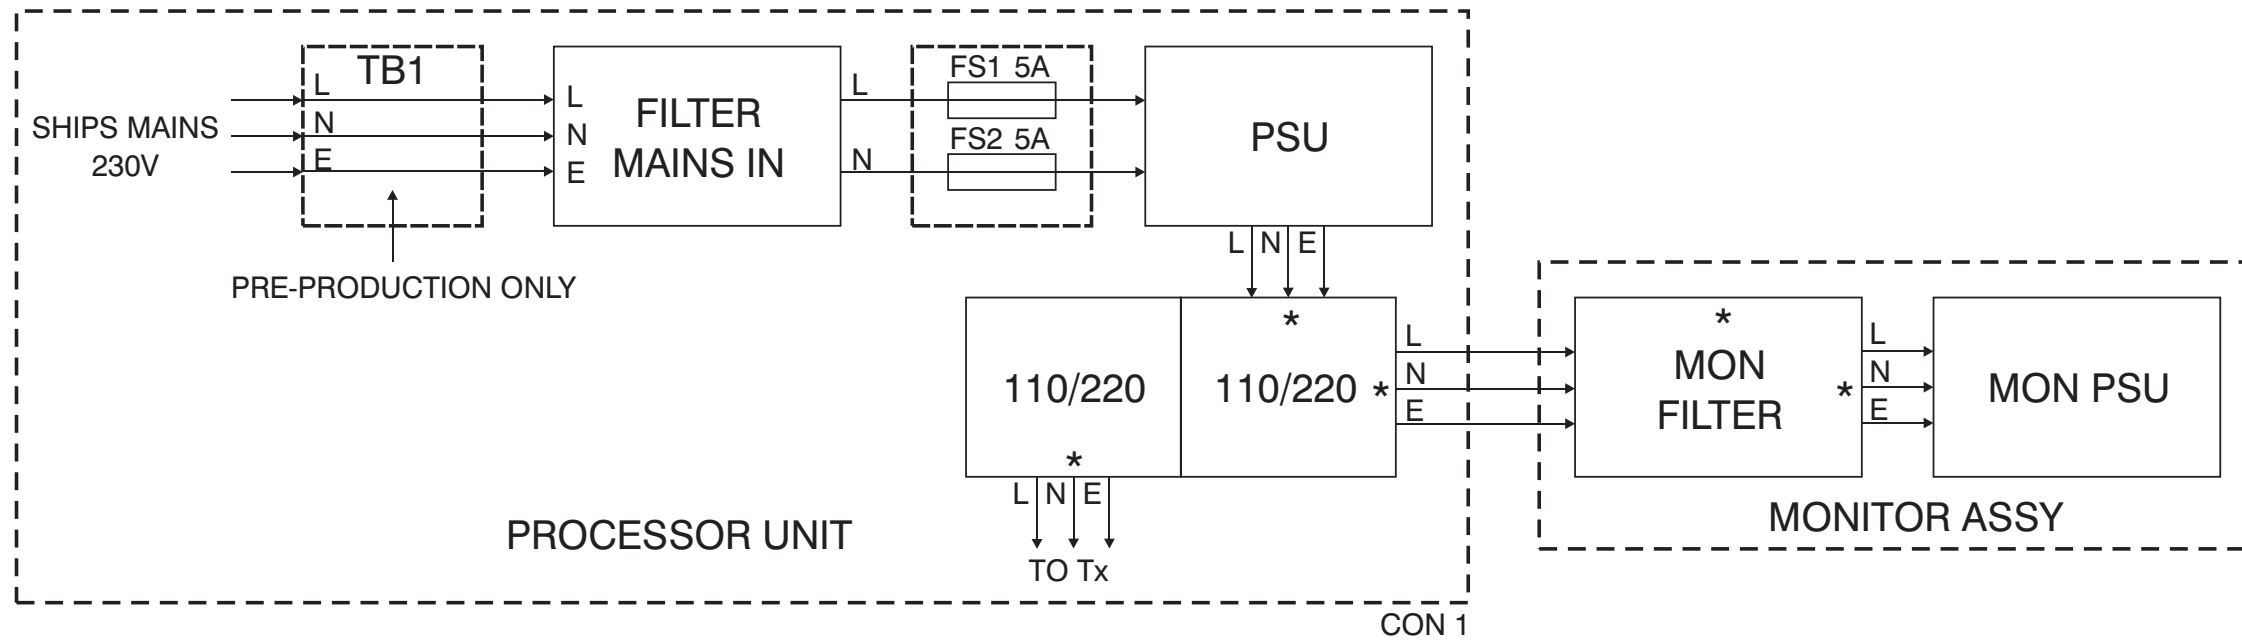 SHIPS MAINS
230V
TB1
L
N
E
PRE-PRODUCTION ONLY
L
N
E
FILTER
MAINS IN
L
N
FS1 5A
FS2 5A
PSU
L N E
110/220
*
L N E
TO Tx
*
110/220 *
L
N
E
PROCESSOR UNIT
CON 1
*
MON
FILTER
*
L
N
E
MON PSU
MONITOR ASSY